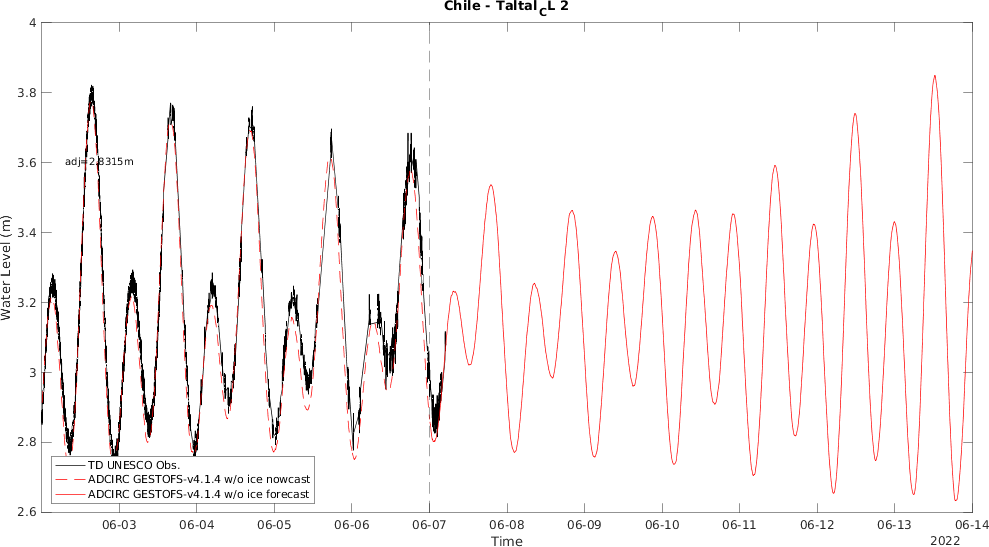 Chile - Taltal_CL 2
4
3.8
3.6
3.4
3.2
3
2.8
2.6
Water Level (m)
adj=2.8315m
TD UNESCO Obs.
ADCIRC GESTOFS-v4.1.4 w/o ice nowcast
ADCIRC GESTOFS-v4.1.4 w/o ice forecast
06-03 06-04 06-05 06-06 06-07 06-08 06-09 06-10 06-11 06-12 06-13 06-14
Time
2022